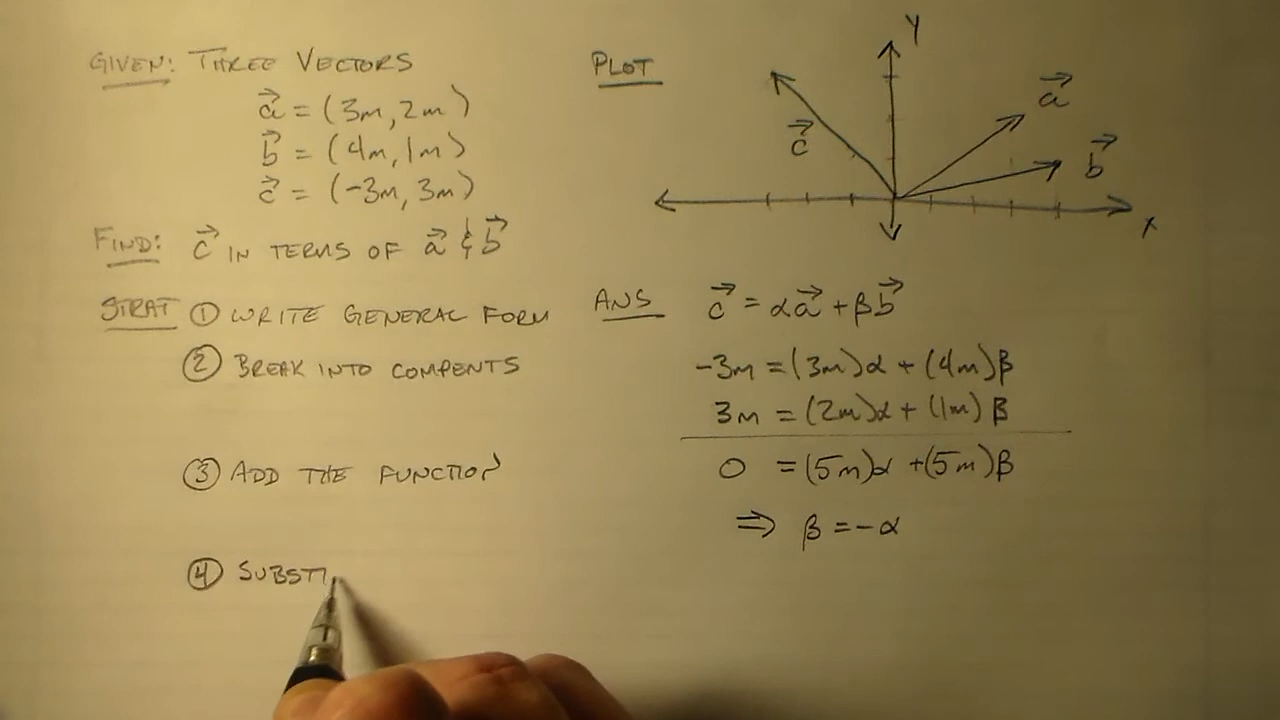 GIVEN: THREE VECTORS
a⃗ = (3m, 2m)
b⃗ = (4m, 1m)
c⃗ = (-3m, 3m)
FIND: c⃗ IN TERMS OF a⃗ & b⃗
STRAT ① WRITE GENERAL FORM
② BREAK INTO COMPENTS
③ ADD THE FUNCTION
④ SUBSTI
PLOT
Y
a⃗
c⃗
b⃗
X
ANS c⃗ = αa⃗ + βb⃗
-3m = (3m)α + (4m)β
3m = (2m)α + (1m)β
0 = (5m)α + (5m)β
⇒ β = -α